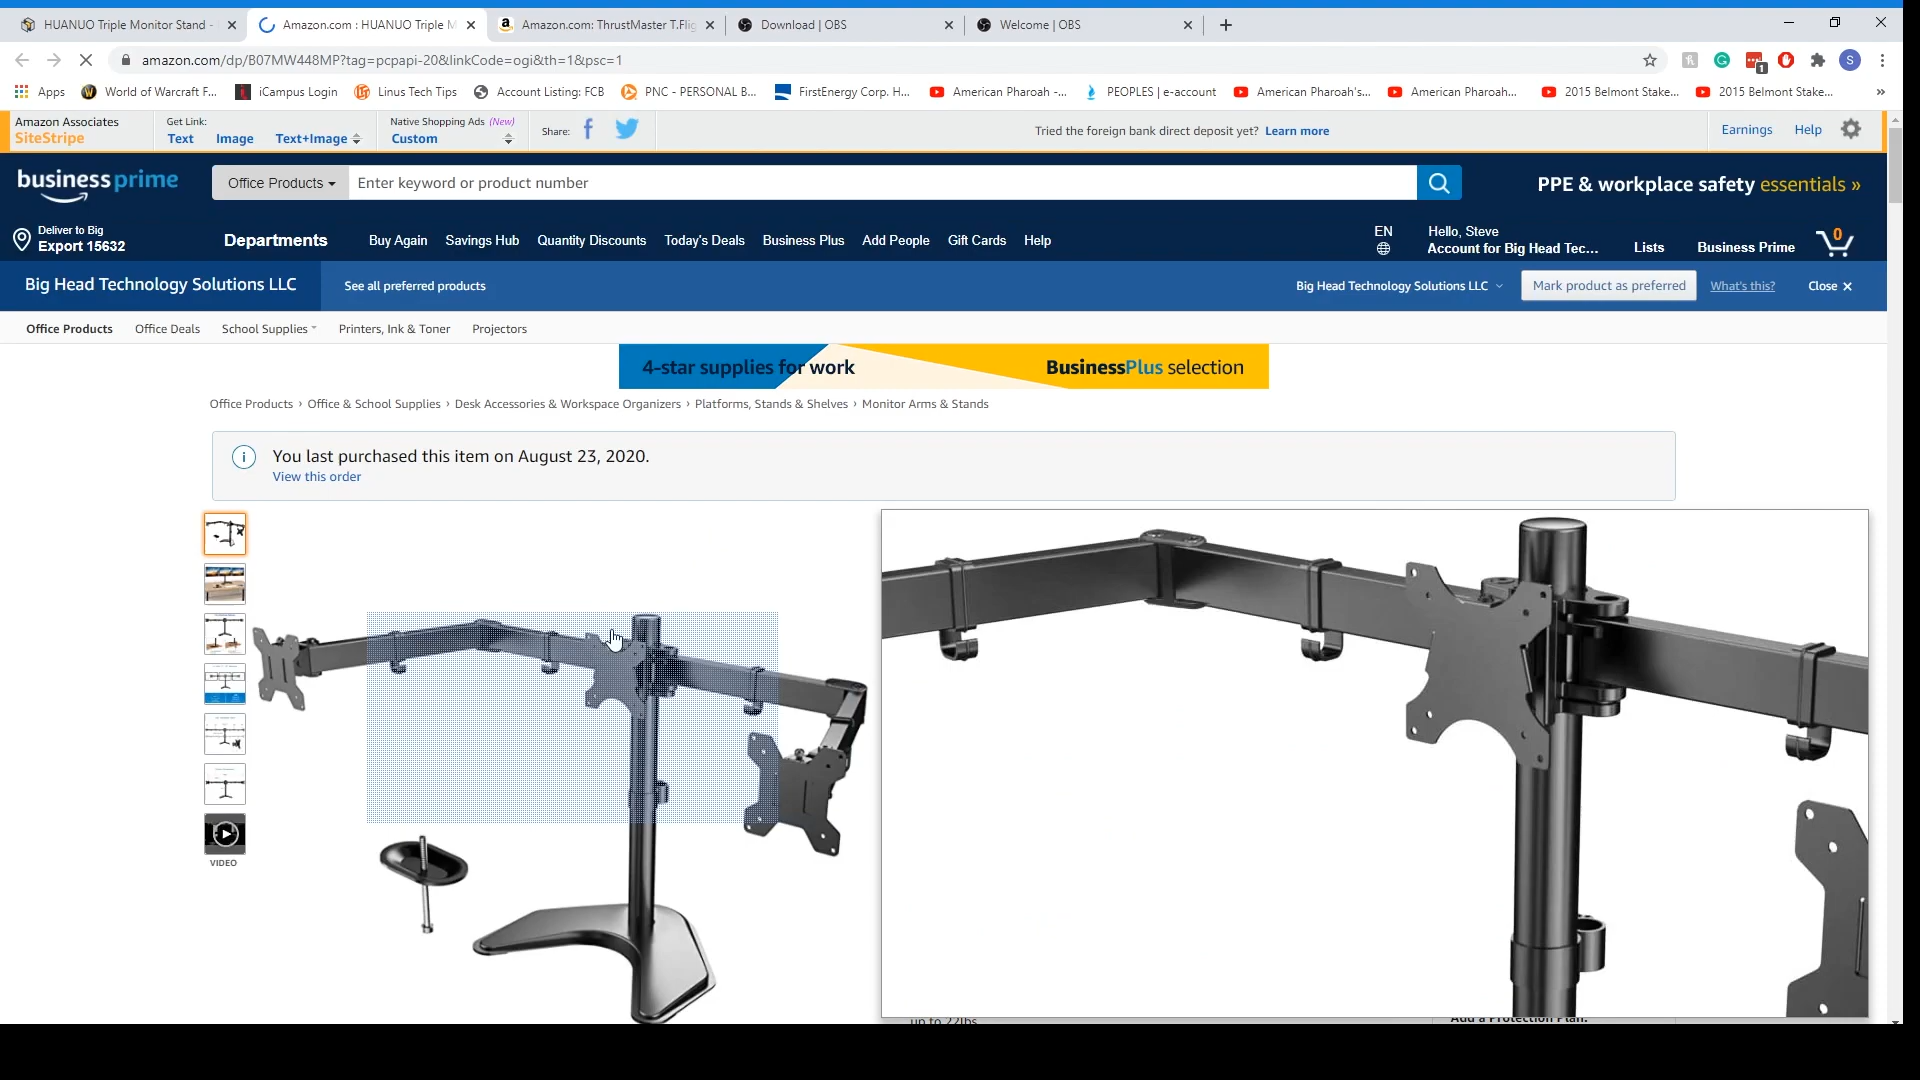 HUANUO Triple Monitor Stand -
Amazon.com : HUANUO Triple M
Amazon.com: ThrustMaster T.Flig
Download | OBS
Welcome | OBS
amazon.com/dp/B07MW448MP?tag=pcpapi-20&linkCode=ogi&th=1&psc=1
1
S
Apps
World of Warcraft F...
iCampus Login
Linus Tech Tips
Account Listing: FCB
PNC - PERSONAL B...
FirstEnergy Corp. H...
American Pharoah -...
PEOPLES | e-account
American Pharoah's...
American Pharoah...
2015 Belmont Stake...
2015 Belmont Stake...
Amazon Associates
SiteStripe
Get Link:
Text Image Text+Image
Native Shopping Ads (New)
Custom
Share:
Tried the foreign bank direct deposit yet? Learn more
Earnings
Help
business prime
Office Products
Enter keyword or product number
PPE & workplace safety essentials »
Deliver to Big
Export 15632
Departments
Buy Again
Savings Hub
Quantity Discounts
Today's Deals
Business Plus
Add People
Gift Cards
Help
EN
Hello, Steve
Account for Big Head Tec...
Lists
Business Prime
0
Big Head Technology Solutions LLC
See all preferred products
Big Head Technology Solutions LLC
Mark product as preferred
What's this?
Close ×
Office Products
Office Deals
School Supplies
Printers, Ink & Toner
Projectors
4-star supplies for work
BusinessPlus selection
Office Products › Office & School Supplies › Desk Accessories & Workspace Organizers › Platforms, Stands & Shelves › Monitor Arms & Stands
You last purchased this item on August 23, 2020.
View this order
VIDEO
up to 22lbs
Add a Protection Plan: